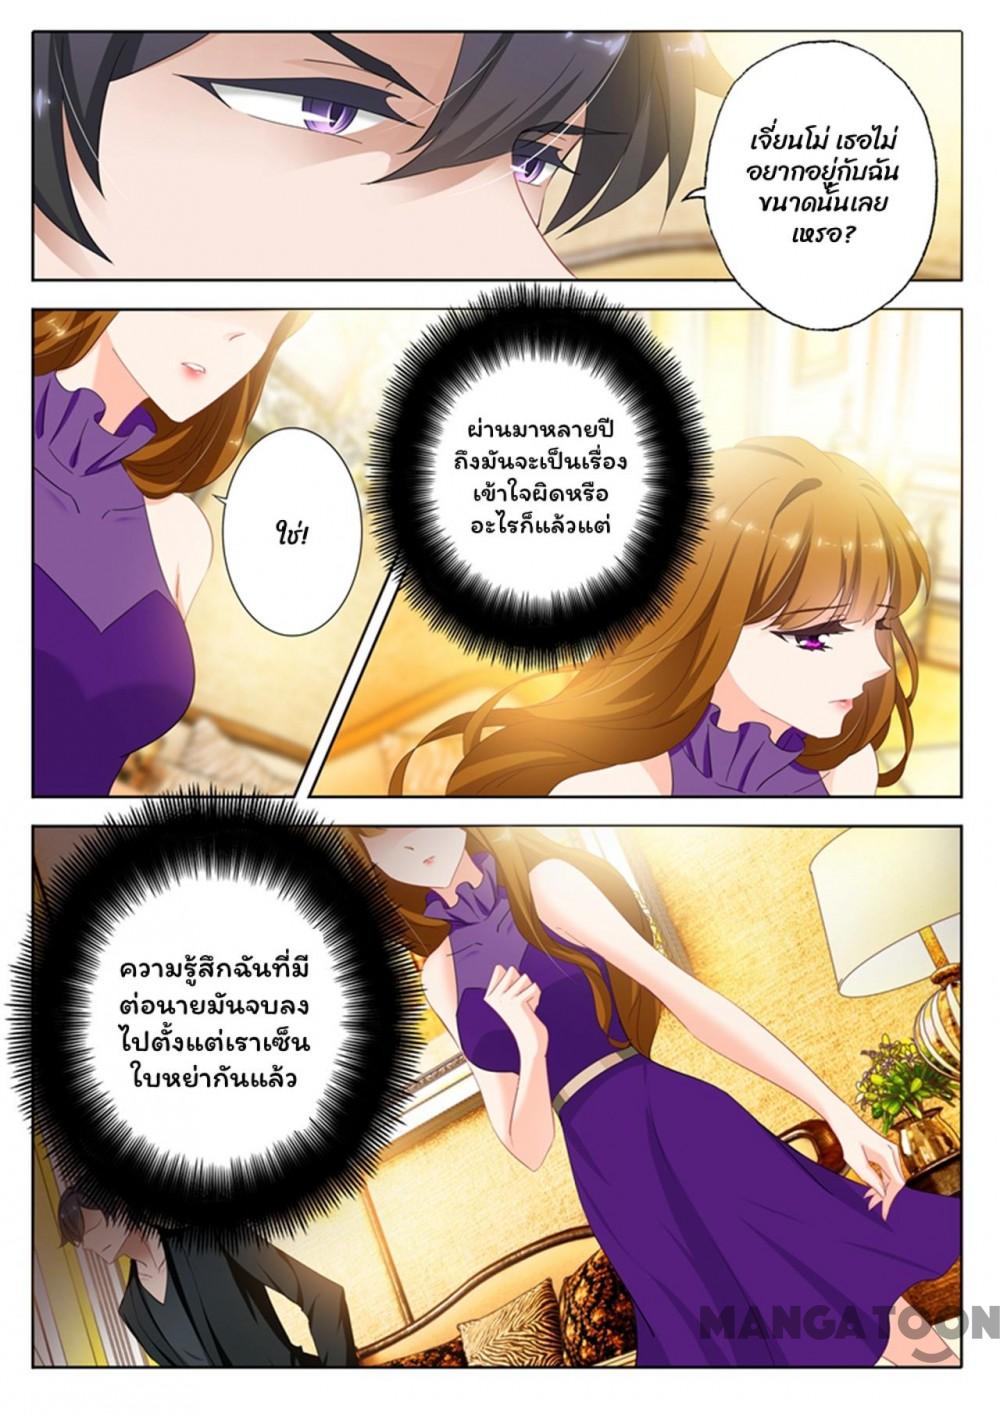 เจี่ยนโม่ เธอไม่
อยากอยู่กับฉัน
ขนาดนั้นเลย
เหรอ?
ใช่!
ผ่านมาหลายปี
ถึงมันจะเป็นเรื่อง
เข้าใจผิดหรือ
อะไรก็แล้วแต่
ความรู้สึกฉันที่มี
ต่อนายมันจบลง
ไปตั้งแต่เราเซ็น
ใบหย่ากันแล้ว
MANGATOON